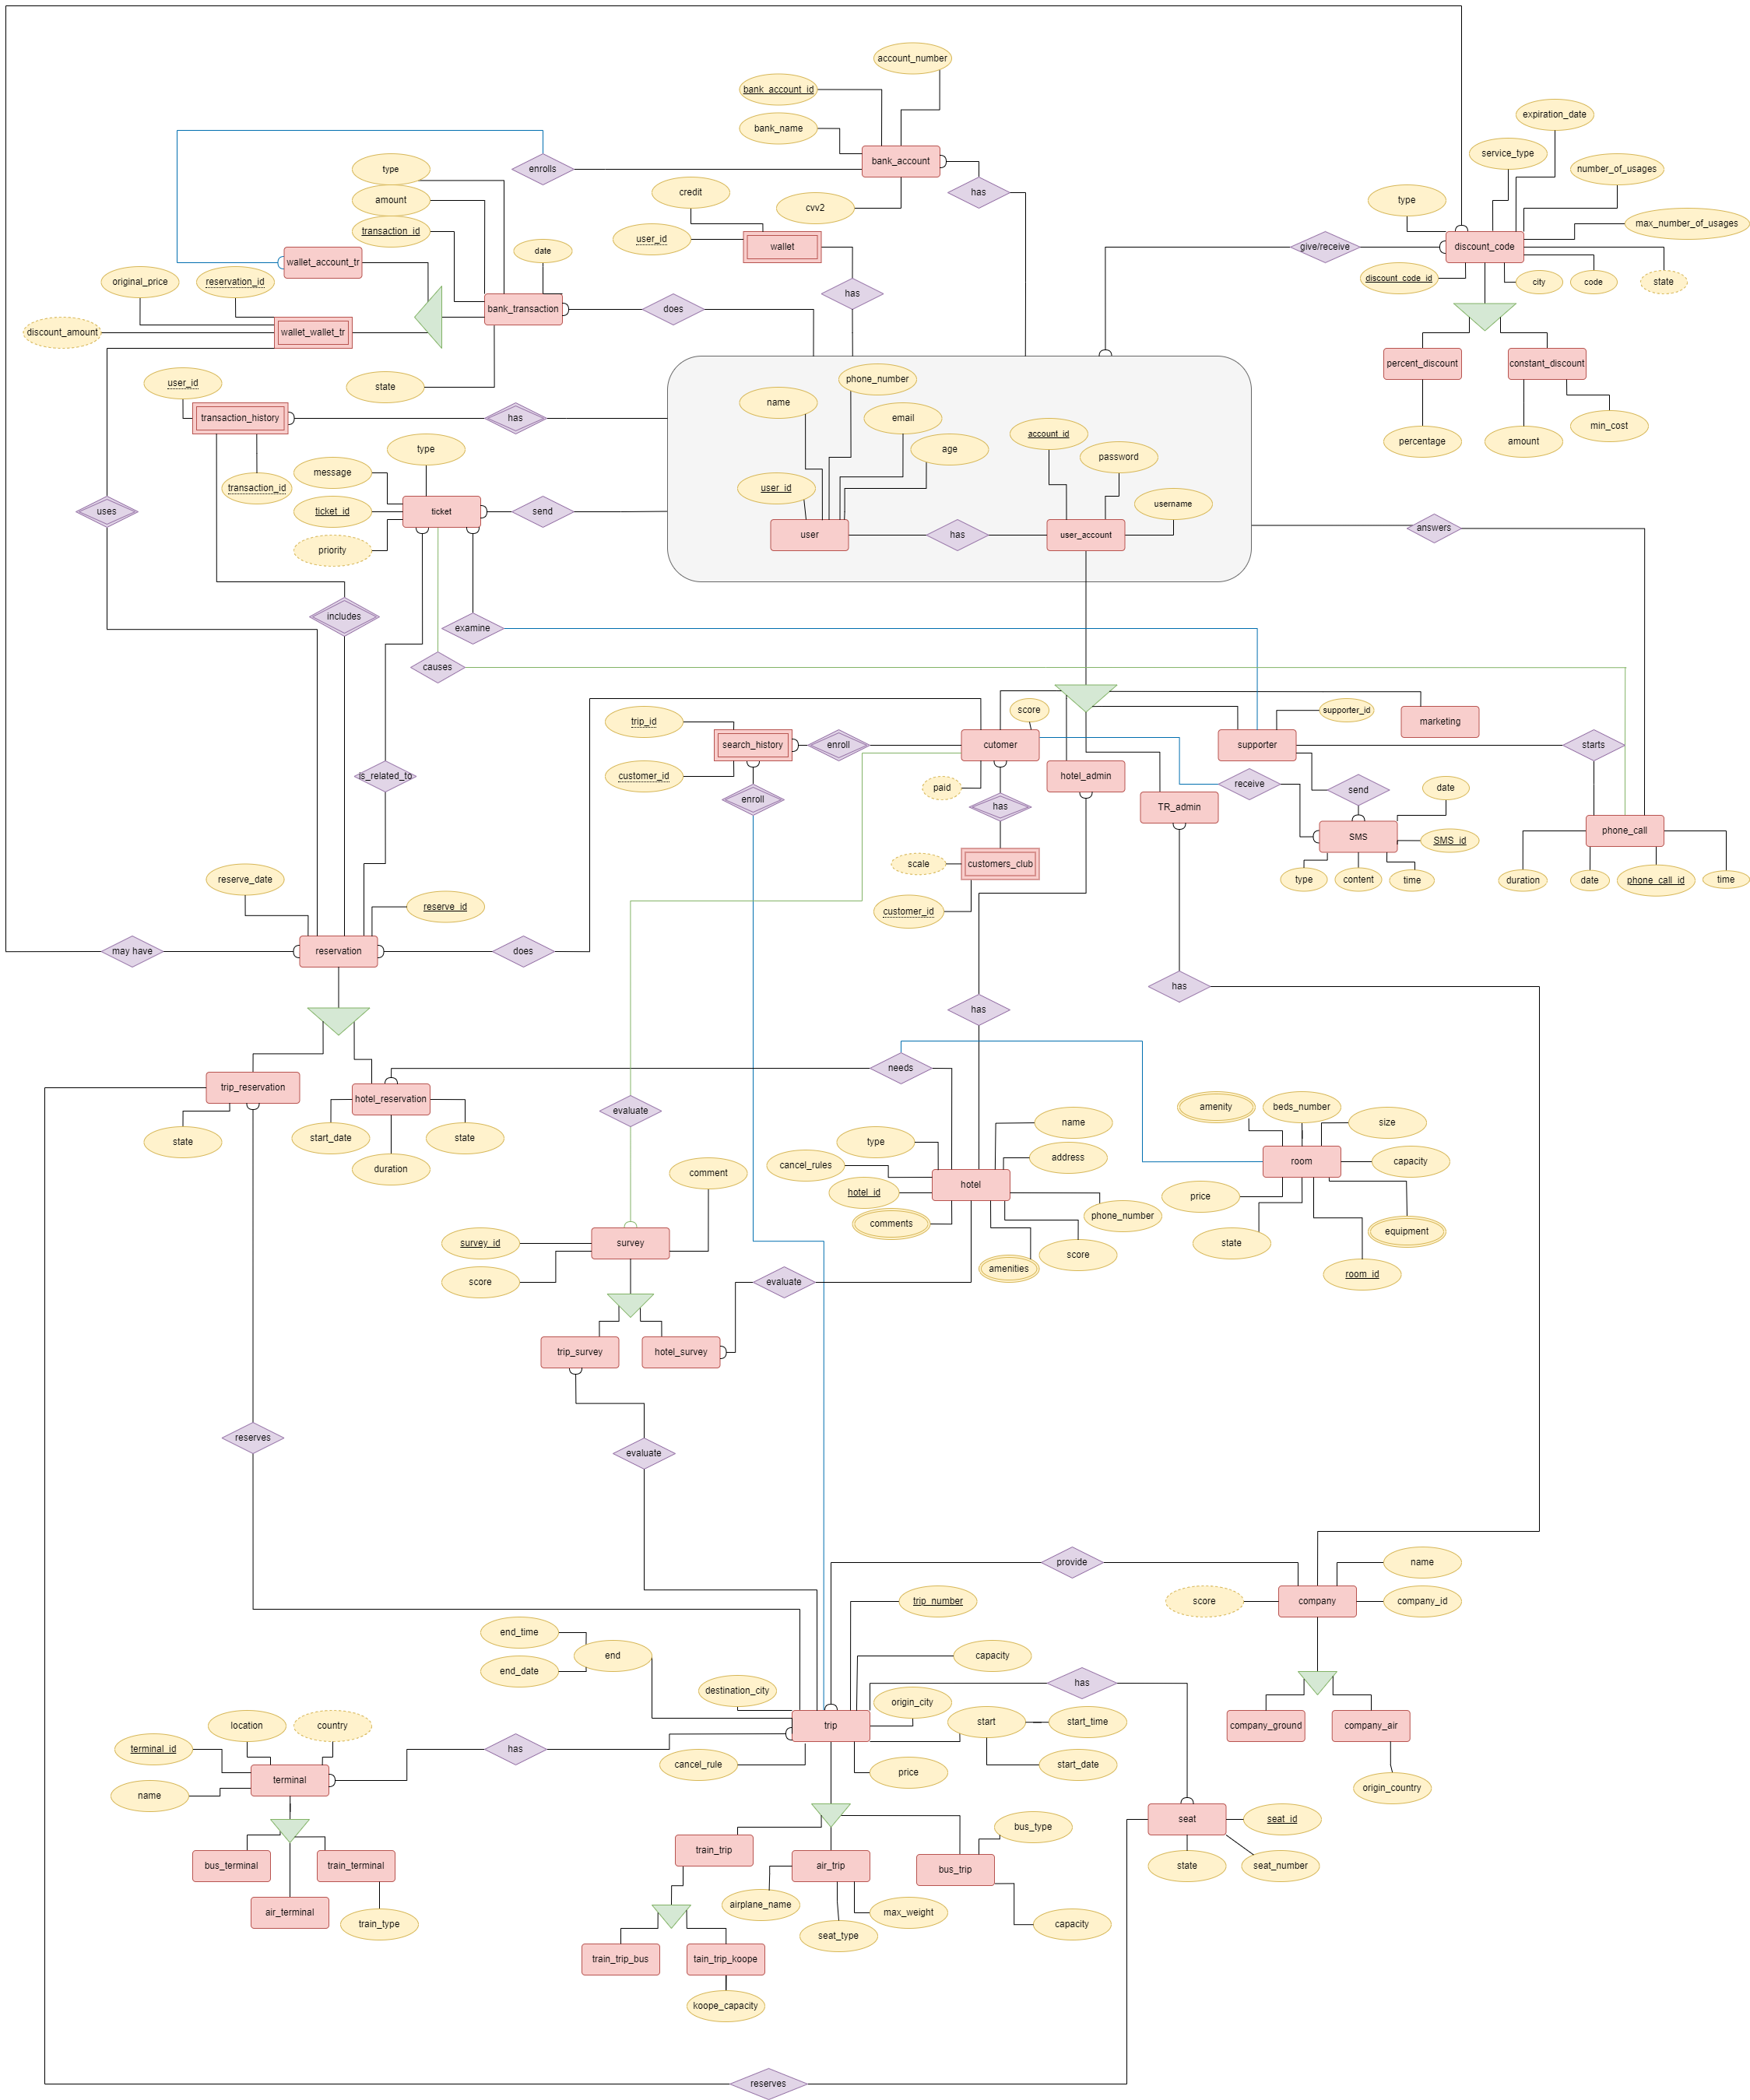 account_number
bank_account_id
expiration_date
bank_name
service_type
bank_account
enrolls
type
number_of_usages
has
credit
type
amount
cvv2
max_number_of_usages
transaction_id
user_id
wallet
give/receive
discount_code
date
wallet_account_tr
original_price
reservation_id
discount_code_id
city
code
state
has
bank_transaction
does
discount_amount
wallet_wallet_tr
percent_discount
constant_discount
user_id
state
phone_number
name
transaction_history
has
email
min_cost
account_id
percentage
amount
type
age
password
message
transaction_id
user_id
username
uses
ticket_id
ticket
send
answers
user
has
user_account
priority
includes
examine
causes
score
supporter_id
trip_id
marketing
search_history
enroll
cutomer
supporter
starts
is_related_to
customer_id
hotel_admin
receive
paid
send
date
enroll
has
TR_admin
phone_call
SMS
SMS_id
scale
customers_club
reserve_date
type
content
time
duration
date
phone_call_id
time
reserve_id
customer_id
may have
reservation
does
has
has
needs
trip_reservation
hotel_reservation
amenity
beds_number
evaluate
name
size
state
start_date
state
type
duration
cancel_rules
address
room
capacity
comment
hotel_id
hotel
price
comments
phone_number
equipment
survey_id
survey
state
score
amenities
room_id
score
evaluate
trip_survey
hotel_survey
reserves
evaluate
provide
name
trip_number
score
company
company_id
end_time
end
capacity
end_date
has
destination_city
origin_city
location
country
trip
start
start_time
company_ground
company_air
terminal_id
has
cancel_rule
start_date
price
terminal
origin_country
name
seat
seat_id
bus_type
train_trip
bus_terminal
train_terminal
air_trip
bus_trip
state
seat_number
airplane_name
air_terminal
max_weight
train_type
capacity
seat_type
train_trip_bus
tain_trip_koope
koope_capacity
reserves